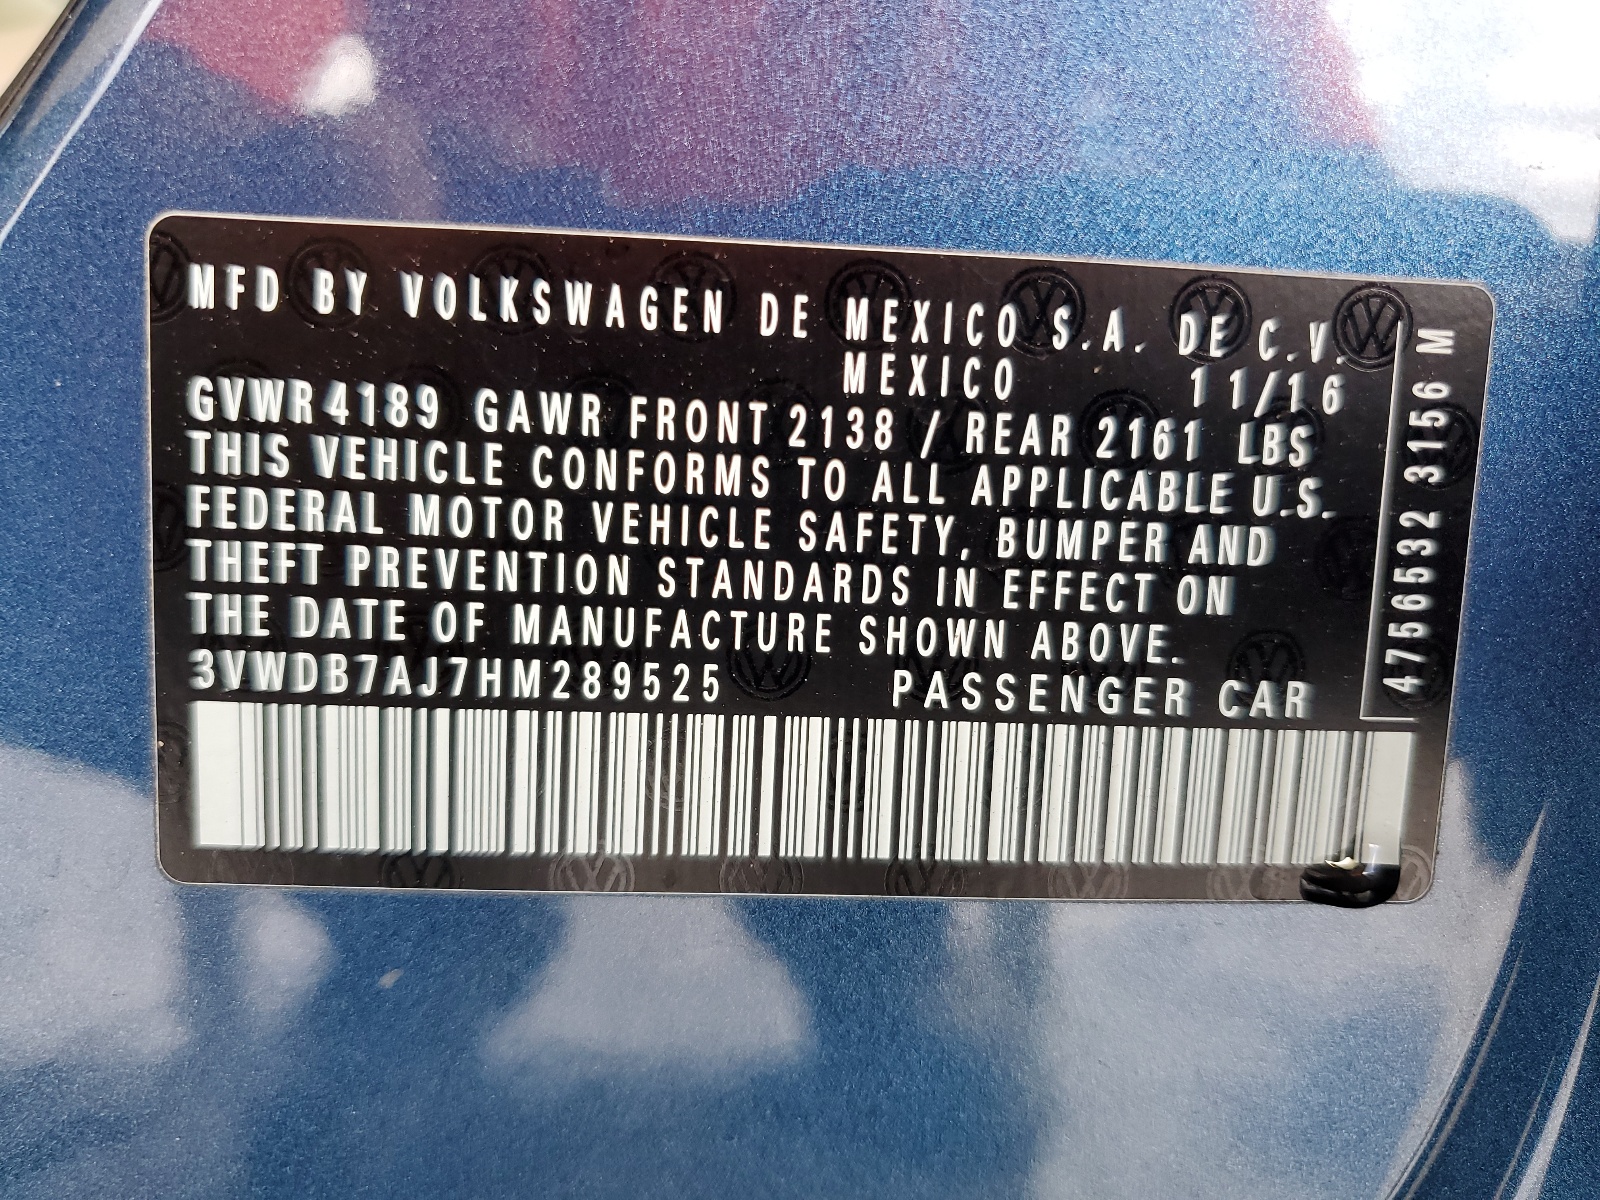 MFD BY VOLKSWAGEN DE MEXICO S.A. DE C.V.
MEXICO 11/16
GVWR 4189 GAWR FRONT 2138 / REAR 2161 LBS
THIS VEHICLE CONFORMS TO ALL APPLICABLE U.S.
FEDERAL MOTOR VEHICLE SAFETY, BUMPER AND
THEFT PREVENTION STANDARDS IN EFFECT ON
THE DATE OF MANUFACTURE SHOWN ABOVE.
3VWDB7AJ7HM289525 PASSENGER CAR
4756532 3156 M